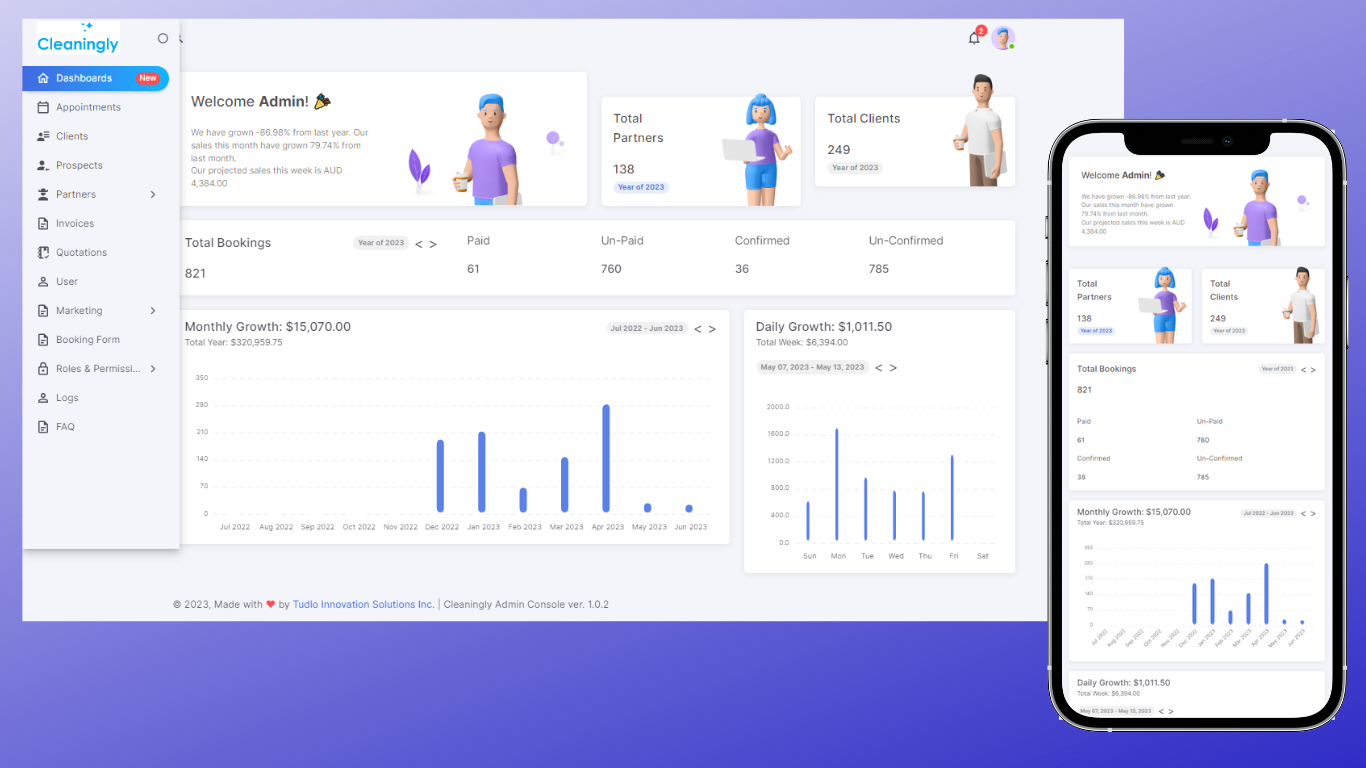 Cleaningly
2
Dashboards New
Appointments
Clients
Prospects
Partners
Invoices
Quotations
User
Marketing
Booking Form
Roles & Permissi...
Logs
FAQ
Welcome Admin!
We have grown -86.98% from last year. Our
sales this month have grown 79.74% from
last month.
Our projected sales this week is AUD
4,384.00
Total
Partners
138
Year of 2023
Total Clients
249
Year of 2023
Total Bookings
Year of 2023 < >
821
Paid
61
Un-Paid
760
Confirmed
36
Un-Confirmed
785
Monthly Growth: $15,070.00
Jul 2022 - Jun 2023 < >
Total Year: $320,959.75
350
280
210
140
70
0
Jul 2022 Aug 2022 Sep 2022 Oct 2022 Nov 2022 Dec 2022 Jan 2023 Feb 2023 Mar 2023 Apr 2023 May 2023 Jun 2023
Daily Growth: $1,011.50
Total Week: $6,394.00
May 07, 2023 - May 13, 2023 < >
2000.0
1600.0
1200.0
800.0
400.0
0.0
Sun Mon Tue Wed Thu Fri Sat
© 2023, Made with ❤ by Tudlo Innovation Solutions Inc. | Cleaningly Admin Console ver. 1.0.2
Welcome Admin!
We have grown -86.98% from last year.
Our sales this month have grown
79.74% from last month.
Our projected sales this week is AUD
4,384.00
Total
Partners
138
Year of 2023
Total
Clients
249
Year of 2023
Total Bookings
Year of 2023 < >
821
Paid
61
Un-Paid
760
Confirmed
36
Un-Confirmed
785
Monthly Growth: $15,070.00
Jul 2022 - Jun 2023 < >
Total Year: $320,959.75
350
280
210
140
70
0
Jul 2022 Aug 2022 Sep 2022 Oct 2022 Nov 2022 Dec 2022 Jan 2023 Feb 2023 Mar 2023 Apr 2023 May 2023 Jun 2023
Daily Growth: $1,011.50
Total Week: $6,394.00
May 07, 2023 - May 13, 2023 < >